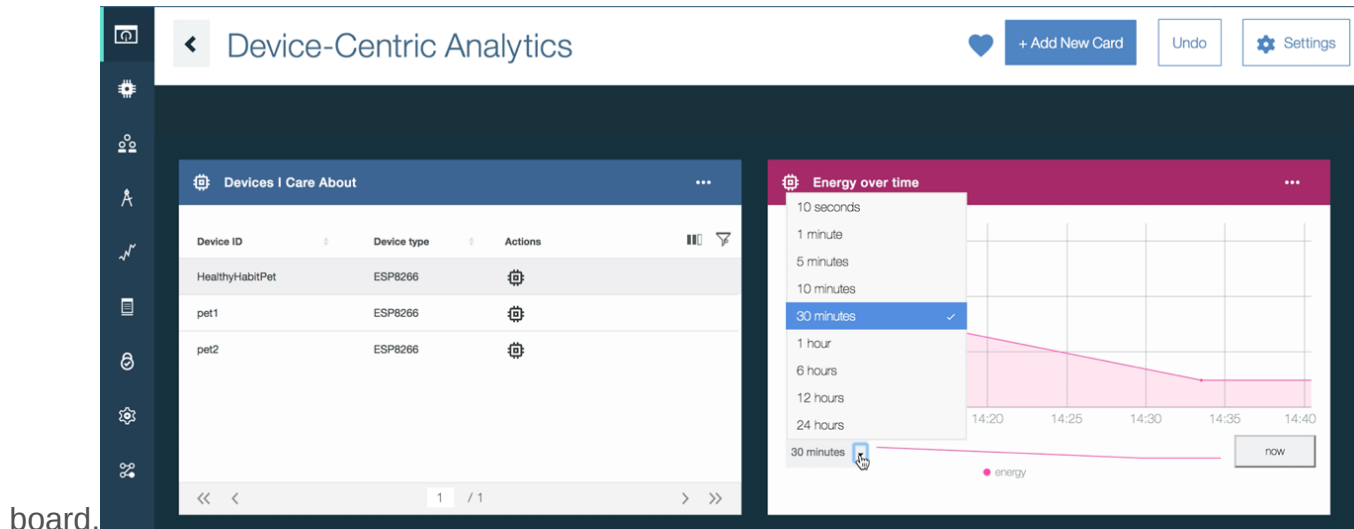 Device-Centric Analytics
+ Add New Card
Undo
Settings
Devices I Care About
Device ID
Device type
Actions
HealthyHabitPet
ESP8266
pet1
ESP8266
pet2
ESP8266
1 / 1
Energy over time
10 seconds
1 minute
5 minutes
10 minutes
30 minutes
1 hour
6 hours
12 hours
24 hours
14:20 14:25 14:30 14:35 14:40
30 minutes
now
energy
board.